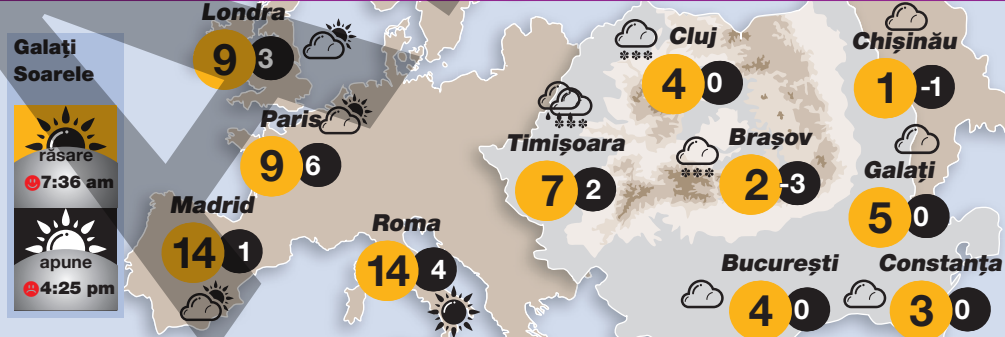 Galați
Soarele
răsare
7:36 am
apune
4:25 pm
Londra
9 3
Paris
9 6
Madrid
14 1
Roma
14 4
Cluj
4 0
Timișoara
7 2
Brașov
2 -3
Chișinău
1 -1
Galați
5 0
București
4 0
Constanța
3 0